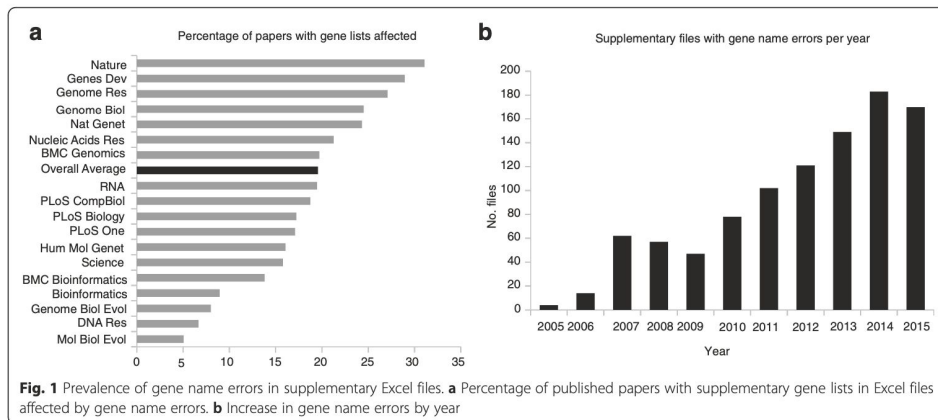 a
Percentage of papers with gene lists affected
Nature
Genes Dev
Genome Res
Genome Biol
Nat Genet
Nucleic Acids Res
BMC Genomics
Overall Average
RNA
PLoS CompBiol
PLoS Biology
PLoS One
Hum Mol Genet
Science
BMC Bioinformatics
Bioinformatics
Genome Biol Evol
DNA Res
Mol Biol Evol
0 5 10 15 20 25 30 35
b
Supplementary files with gene name errors per year
No. files
200
180
160
140
120
100
80
60
40
20
0
2005 2006 2007 2008 2009 2010 2011 2012 2013 2014 2015
Year
Fig. 1 Prevalence of gene name errors in supplementary Excel files. a Percentage of published papers with supplementary gene lists in Excel files
affected by gene name errors. b Increase in gene name errors by year